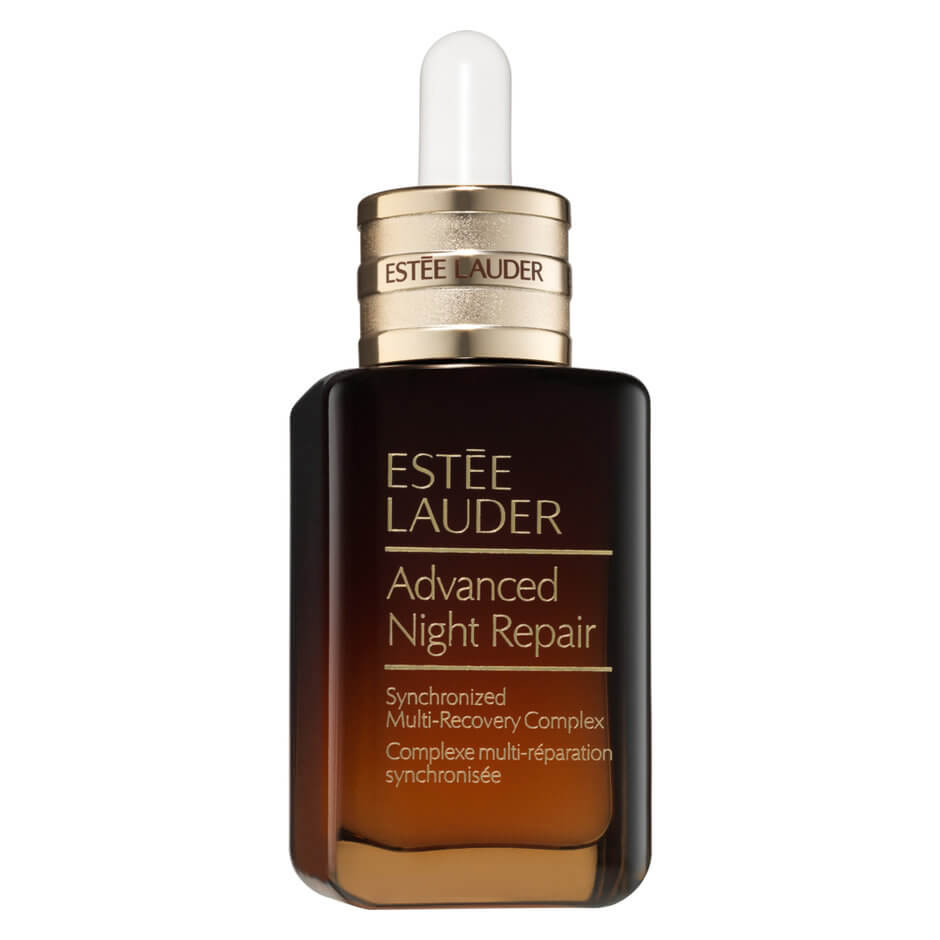 ESTĒE LAUDER
ESTĒE
LAUDER
Advanced
Night Repair
Synchronized
Multi-Recovery Complex
Complexe multi-réparation
synchronisée